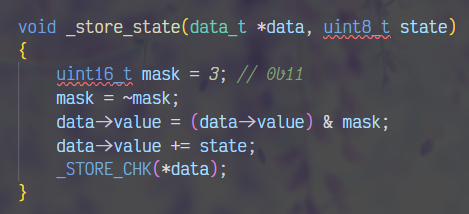 void _store_state(data_t *data, uint8_t state)
{
    uint16_t mask = 3; // 0b11
    mask = ~mask;
    data->value = (data->value) & mask;
    data->value += state;
    _STORE_CHK(*data);
}